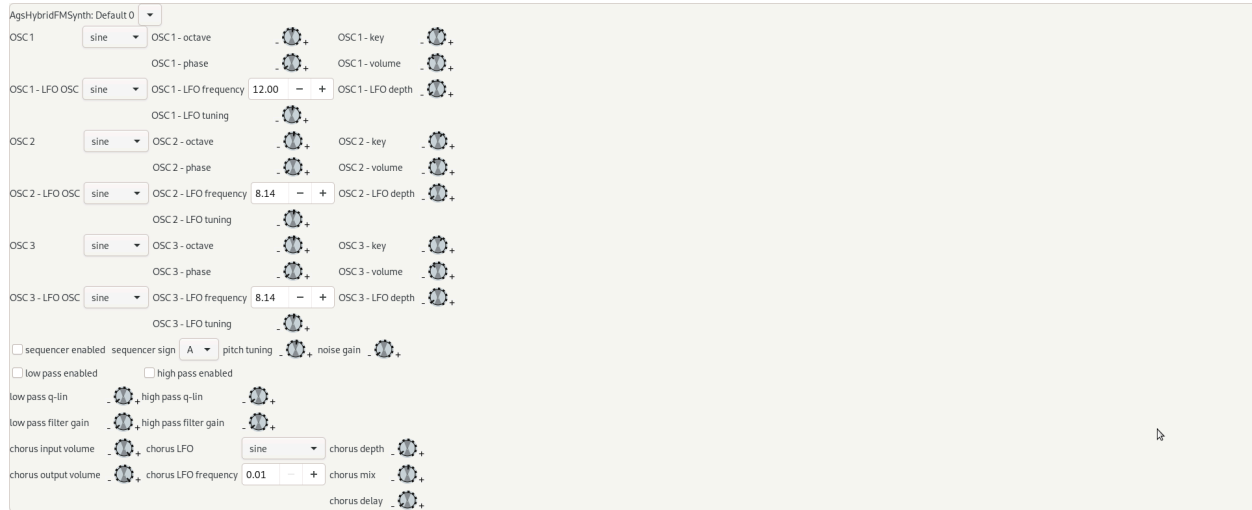 AgsHybridFMSynth: Default 0
OSC 1 sine OSC 1 - octave - + OSC 1 - key - +
OSC 1 - phase - + OSC 1 - volume - +
OSC 1 - LFO OSC sine OSC 1 - LFO frequency 12.00 − + OSC 1 - LFO depth - +
OSC 1 - LFO tuning - +
OSC 2 sine OSC 2 - octave - + OSC 2 - key - +
OSC 2 - phase - + OSC 2 - volume - +
OSC 2 - LFO OSC sine OSC 2 - LFO frequency 8.14 − + OSC 2 - LFO depth - +
OSC 2 - LFO tuning - +
OSC 3 sine OSC 3 - octave - + OSC 3 - key - +
OSC 3 - phase - + OSC 3 - volume - +
OSC 3 - LFO OSC sine OSC 3 - LFO frequency 8.14 − + OSC 3 - LFO depth - +
OSC 3 - LFO tuning - +
sequencer enabled sequencer sign A pitch tuning - + noise gain - +
low pass enabled high pass enabled
low pass q-lin - + high pass q-lin - +
low pass filter gain - + high pass filter gain - +
chorus input volume - + chorus LFO sine chorus depth - +
chorus output volume - + chorus LFO frequency 0.01 − + chorus mix - +
chorus delay - +